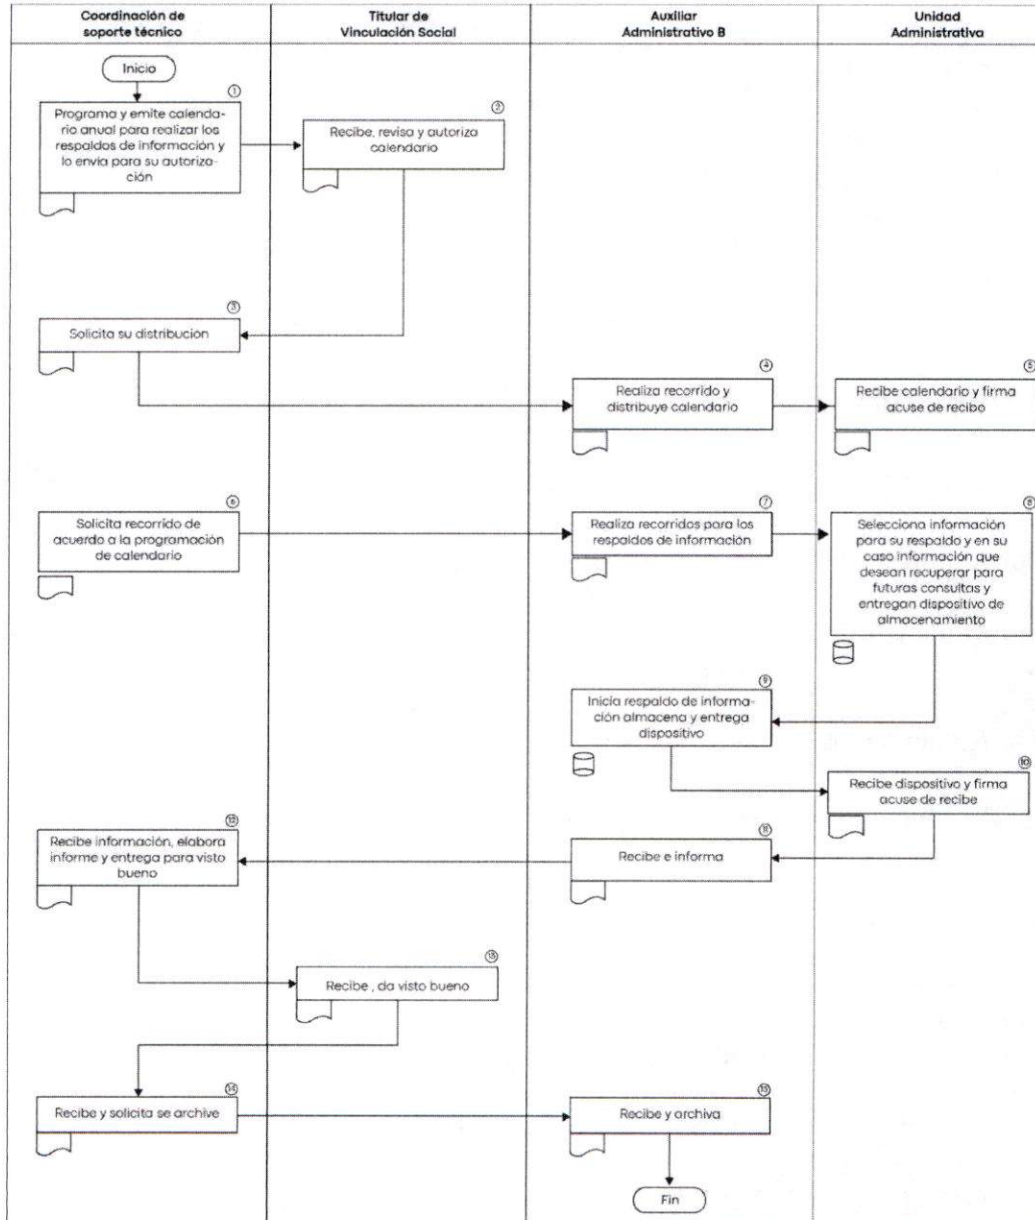 Coordinación de
soporte técnico
Titular de
Vinculación Social
Auxiliar
Administrativo B
Unidad
Administrativa
Inicio
1
Programa y emite calenda-
rio anual para realizar los
respaldos de información y
lo envía para su autoriza-
ción
2
Recibe, revisa y autoriza
calendario
3
Solicita su distribución
4
Realiza recorrido y
distribuye calendario
5
Recibe calendario y firma
acuse de recibo
6
Solicita recorrido de
acuerdo a la programación
de calendario
7
Realiza recorridos para los
respaldos de información
8
Selecciona información
para su respaldo y en su
caso información que
desean recuperar para
futuras consultas y
entregan dispositivo de
almacenamiento
9
Inicia respaldo de informa-
ción almacena y entrega
dispositivo
10
Recibe dispositivo y firma
acuse de recibe
11
Recibe e informa
12
Recibe información, elabora
informe y entrega para visto
bueno
13
Recibe , da visto bueno
14
Recibe y solicita se archive
15
Recibe y archiva
Fin